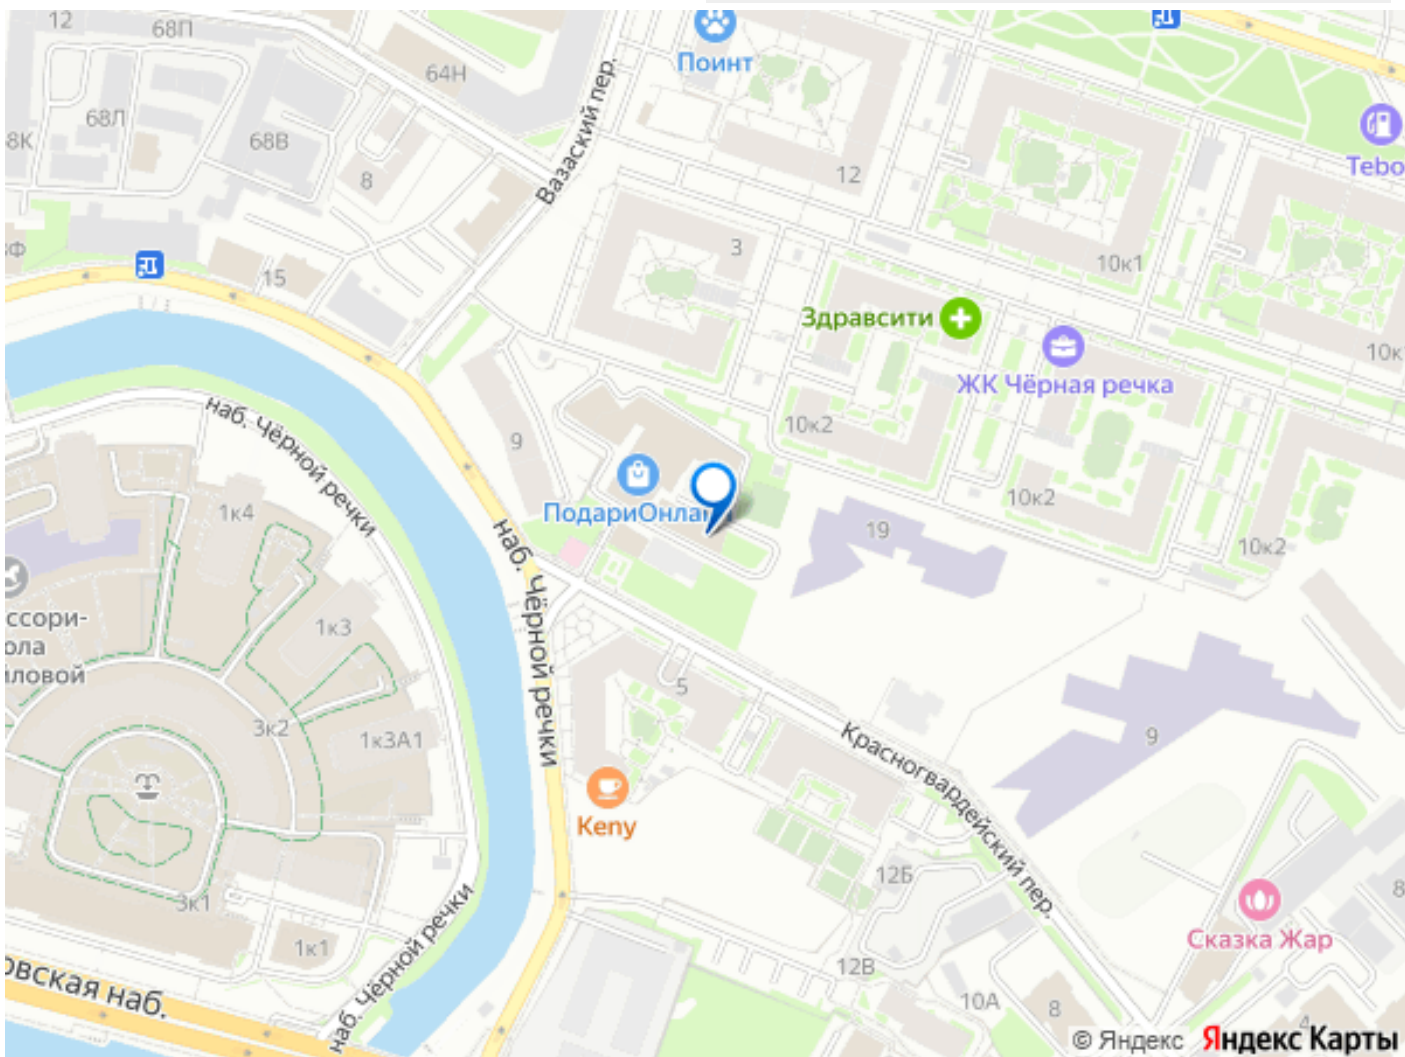 12
68П
Поинт
64Н
68Л
68В
8К
Вазаский пер.
8
12
Tebo
3
10к1
Ф
15
Здравсити
ЖК Чёрная речка
10к
наб. Чёрной речки
9
10к2
ПодариОнла
1к4
10к2
19
10к2
наб. Чёрной речки
ссори-
ола
йловой
1к3
5
3к2
1к3А1
Красногвардейский пер.
9
Keny
12Б
8
3к1
1к1
Сказка Жар
наб. Чёрной речки
овская наб.
12В
10А
8
4
© Яндекс Яндекс Карты